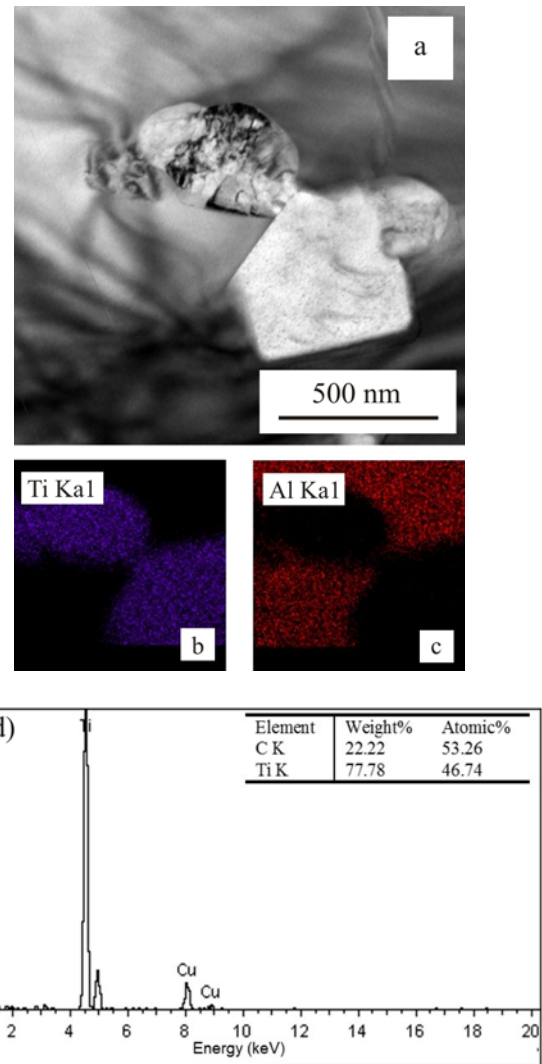 a
500 nm
Ti Ka1
Al Ka1
b
c
d)
Ti
Element Weight% Atomic%
C K 22.22 53.26
Ti K 77.78 46.74
Cu
Cu
2 4 6 8 10 12 14 16 18 20
Energy (keV)